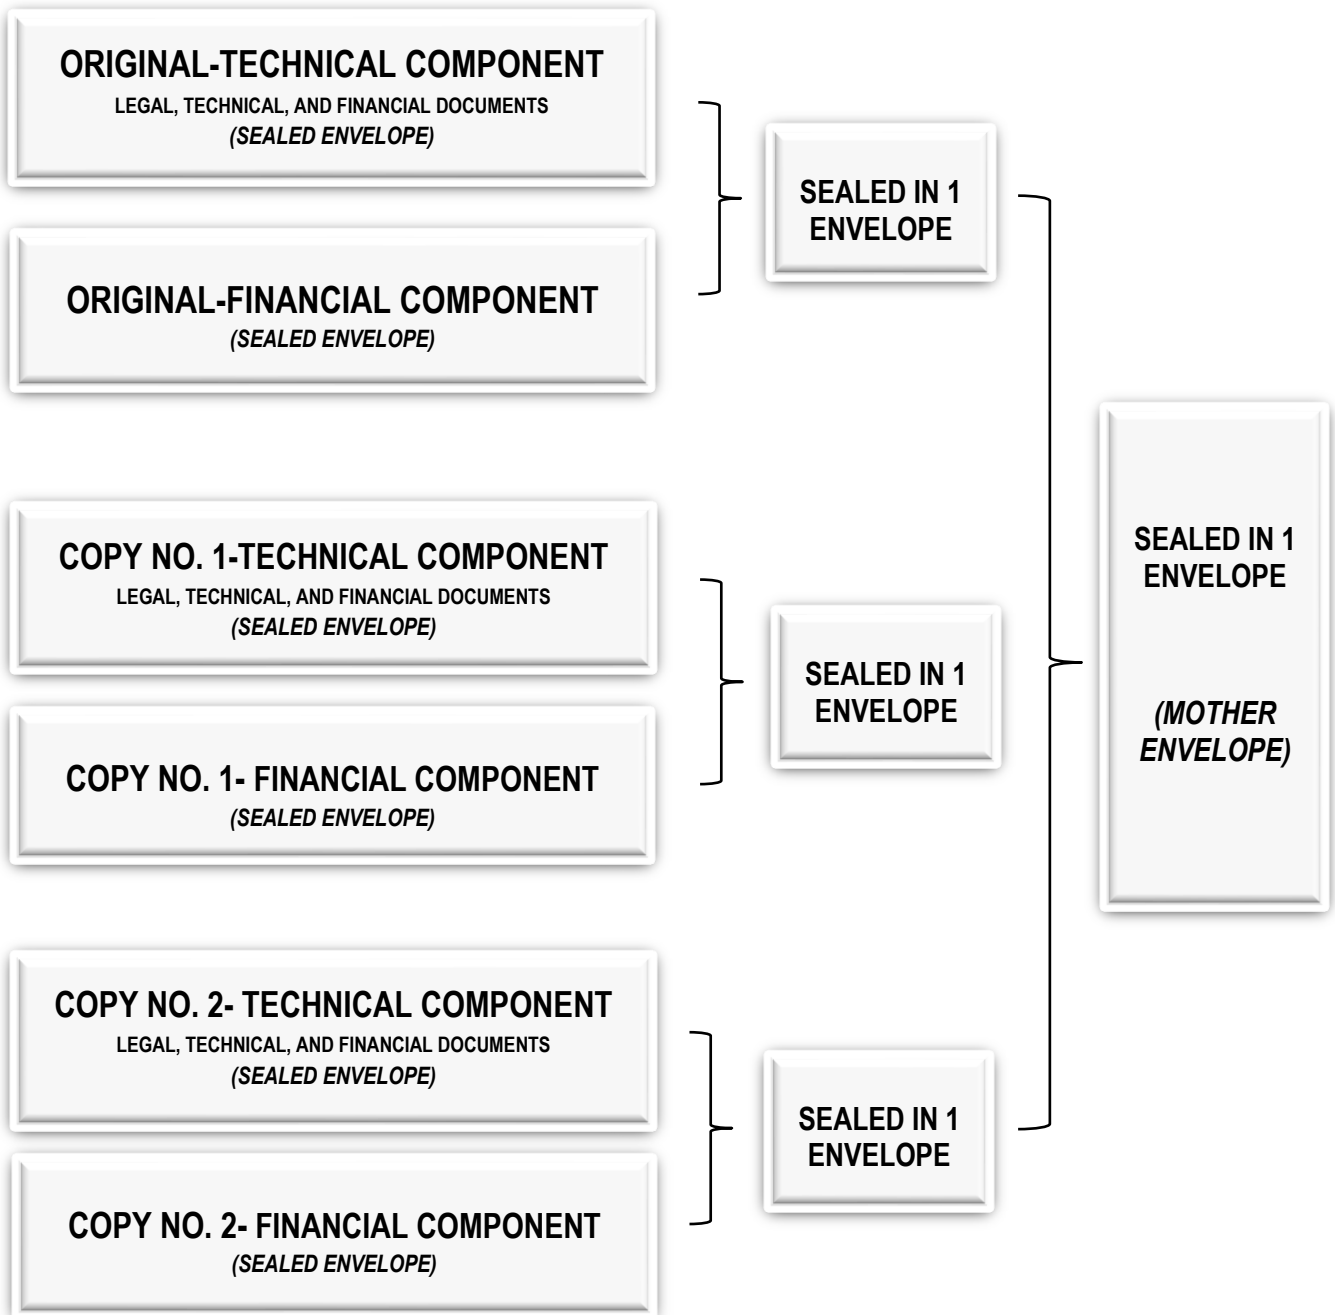 ORIGINAL-TECHNICAL COMPONENT
LEGAL, TECHNICAL, AND FINANCIAL DOCUMENTS
(SEALED ENVELOPE)
ORIGINAL-FINANCIAL COMPONENT
(SEALED ENVELOPE)
SEALED IN 1
ENVELOPE
COPY NO. 1-TECHNICAL COMPONENT
LEGAL, TECHNICAL, AND FINANCIAL DOCUMENTS
(SEALED ENVELOPE)
COPY NO. 1- FINANCIAL COMPONENT
(SEALED ENVELOPE)
SEALED IN 1
ENVELOPE
COPY NO. 2- TECHNICAL COMPONENT
LEGAL, TECHNICAL, AND FINANCIAL DOCUMENTS
(SEALED ENVELOPE)
COPY NO. 2- FINANCIAL COMPONENT
(SEALED ENVELOPE)
SEALED IN 1
ENVELOPE
SEALED IN 1
ENVELOPE
(MOTHER
ENVELOPE)